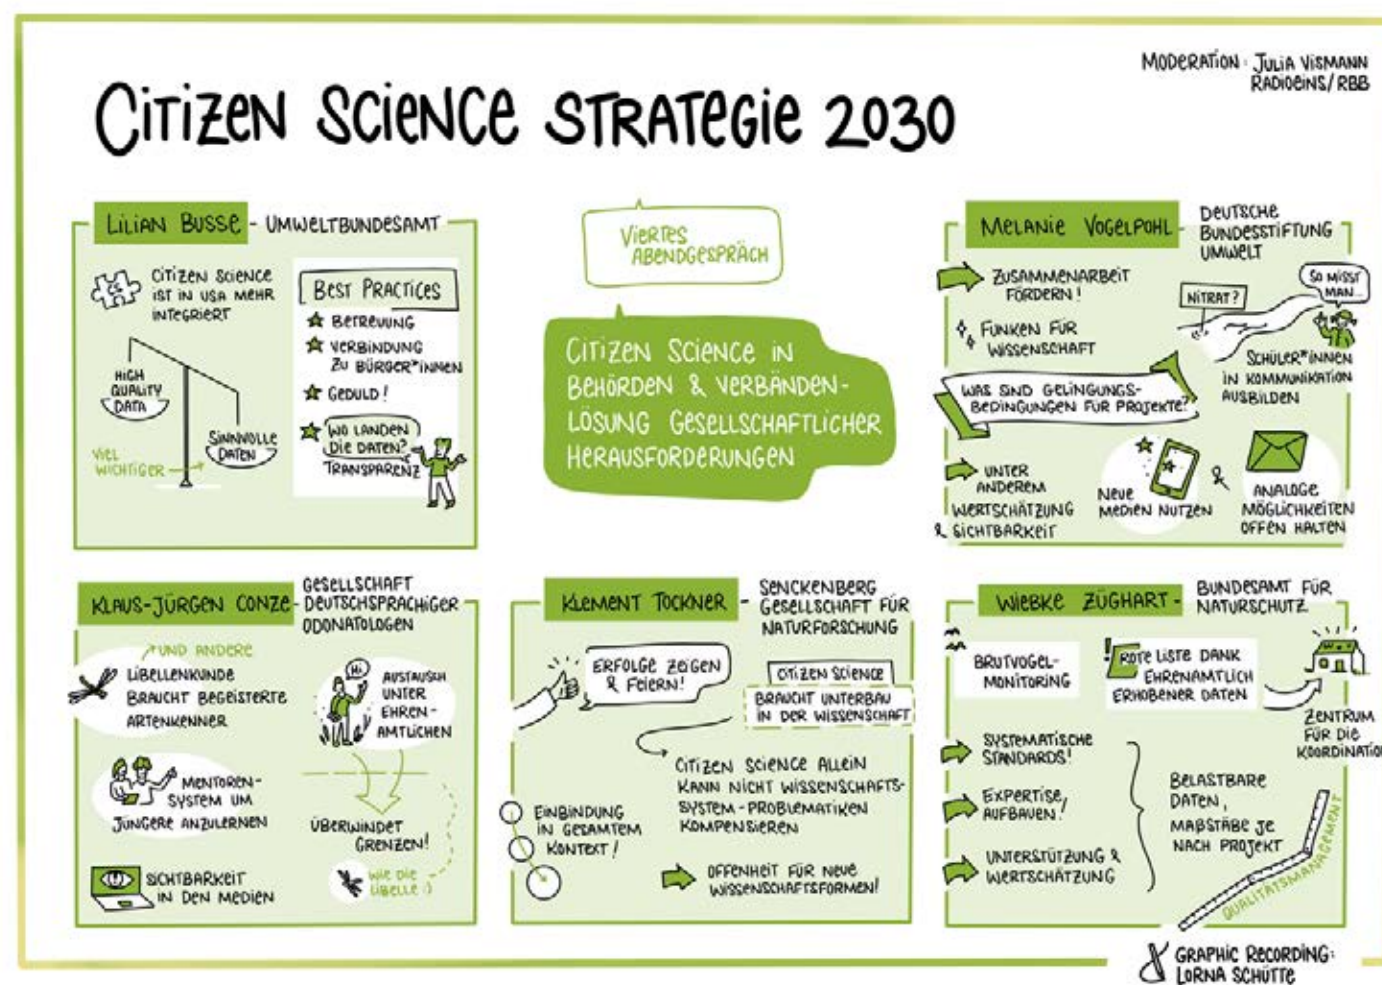 MODERATION: JULIA VISMANN
RADIOEINS/RBB
CITIZEN SCIENCE STRATEGIE 2030
LILIAN BUSSE - UMWELTBUNDESAMT
CITIZEN SCIENCE
IST IN USA MEHR
INTEGRIERT
HIGH
QUALITY
DATA
SINNVOLLE
DATEN
VIEL
WICHTIGER
BEST PRACTICES
BETREUUNG
VERBINDUNG
ZU BÜRGER*INNEN
GEDULD!
WO LANDEN
DIE DATEN?
TRANSPARENZ
VIERTES
ABENDGESPRÄCH
CITIZEN SCIENCE IN
BEHÖRDEN & VERBÄNDEN-
LÖSUNG GESELLSCHAFTLICHER
HERAUSFORDERUNGEN
MELANIE VOGELPOHL - DEUTSCHE
BUNDESSTIFTUNG
UMWELT
ZUSAMMENARBEIT
FÖRDERN!
FUNKEN FÜR
WISSENSCHAFT
NITRAT?
SO MISST
MAN...
SCHÜLER*INNEN
IN KOMMUNIKATION
AUSBILDEN
WAS SIND GELINGUNGS-
BEDINGUNGEN FÜR PROJEKTE?
UNTER
ANDEREM
WERTSCHÄTZUNG
& SICHTBARKEIT
NEUE
MEDIEN NUTZEN
&
ANALOGE
MÖGLICHKEITEN
OFFEN HALTEN
KLAUS-JÜRGEN CONZE - GESELLSCHAFT
DEUTSCHSPRACHIGER
ODONATOLOGEN
UND ANDERE
LIBELLENKUNDE
BRAUCHT BEGEISTERTE
ARTENKENNER
HI
AUSTAUSCH
UNTER
EHREN-
AMTLICHEN
MENTOREN-
SYSTEM UM
JÜNGERE ANZULERNEN
ÜBERWINDET
GRENZEN!
WIE DIE
LIBELLE :)
SICHTBARKEIT
IN DEN MEDIEN
KLEMENT TOCKNER - SENCKENBERG
GESELLSCHAFT FÜR
NATURFORSCHUNG
ERFOLGE ZEIGEN
& FEIERN!
CITIZEN SCIENCE
BRAUCHT UNTERBAU
IN DER WISSENSCHAFT
CITIZEN SCIENCE ALLEIN
KANN NICHT WISSENSCHAFTS-
SYSTEM-PROBLEMATIKEN
KOMPENSIEREN
EINBINDUNG
IN GESAMTEM
KONTEXT!
OFFENHEIT FÜR NEUE
WISSENSCHAFTSFORMEN!
WIEBKE ZÜGHART - BUNDESAMT FÜR
NATURSCHUTZ
BRUTVOGEL-
MONITORING
! ROTE LISTE DANK
EHRENAMTLICH
ERHOBENER DATEN
ZENTRUM
FÜR DIE
KOORDINATION
SYSTEMATISCHE
STANDARDS!
EXPERTISE
AUFBAUEN!
UNTERSTÜTZUNG &
WERTSCHÄTZUNG
BELASTBARE
DATEN,
MAẞSTÄBE JE
NACH PROJEKT
QUALITÄTSMANAGEMENT
GRAPHIC RECORDING:
LORNA SCHÜTTE